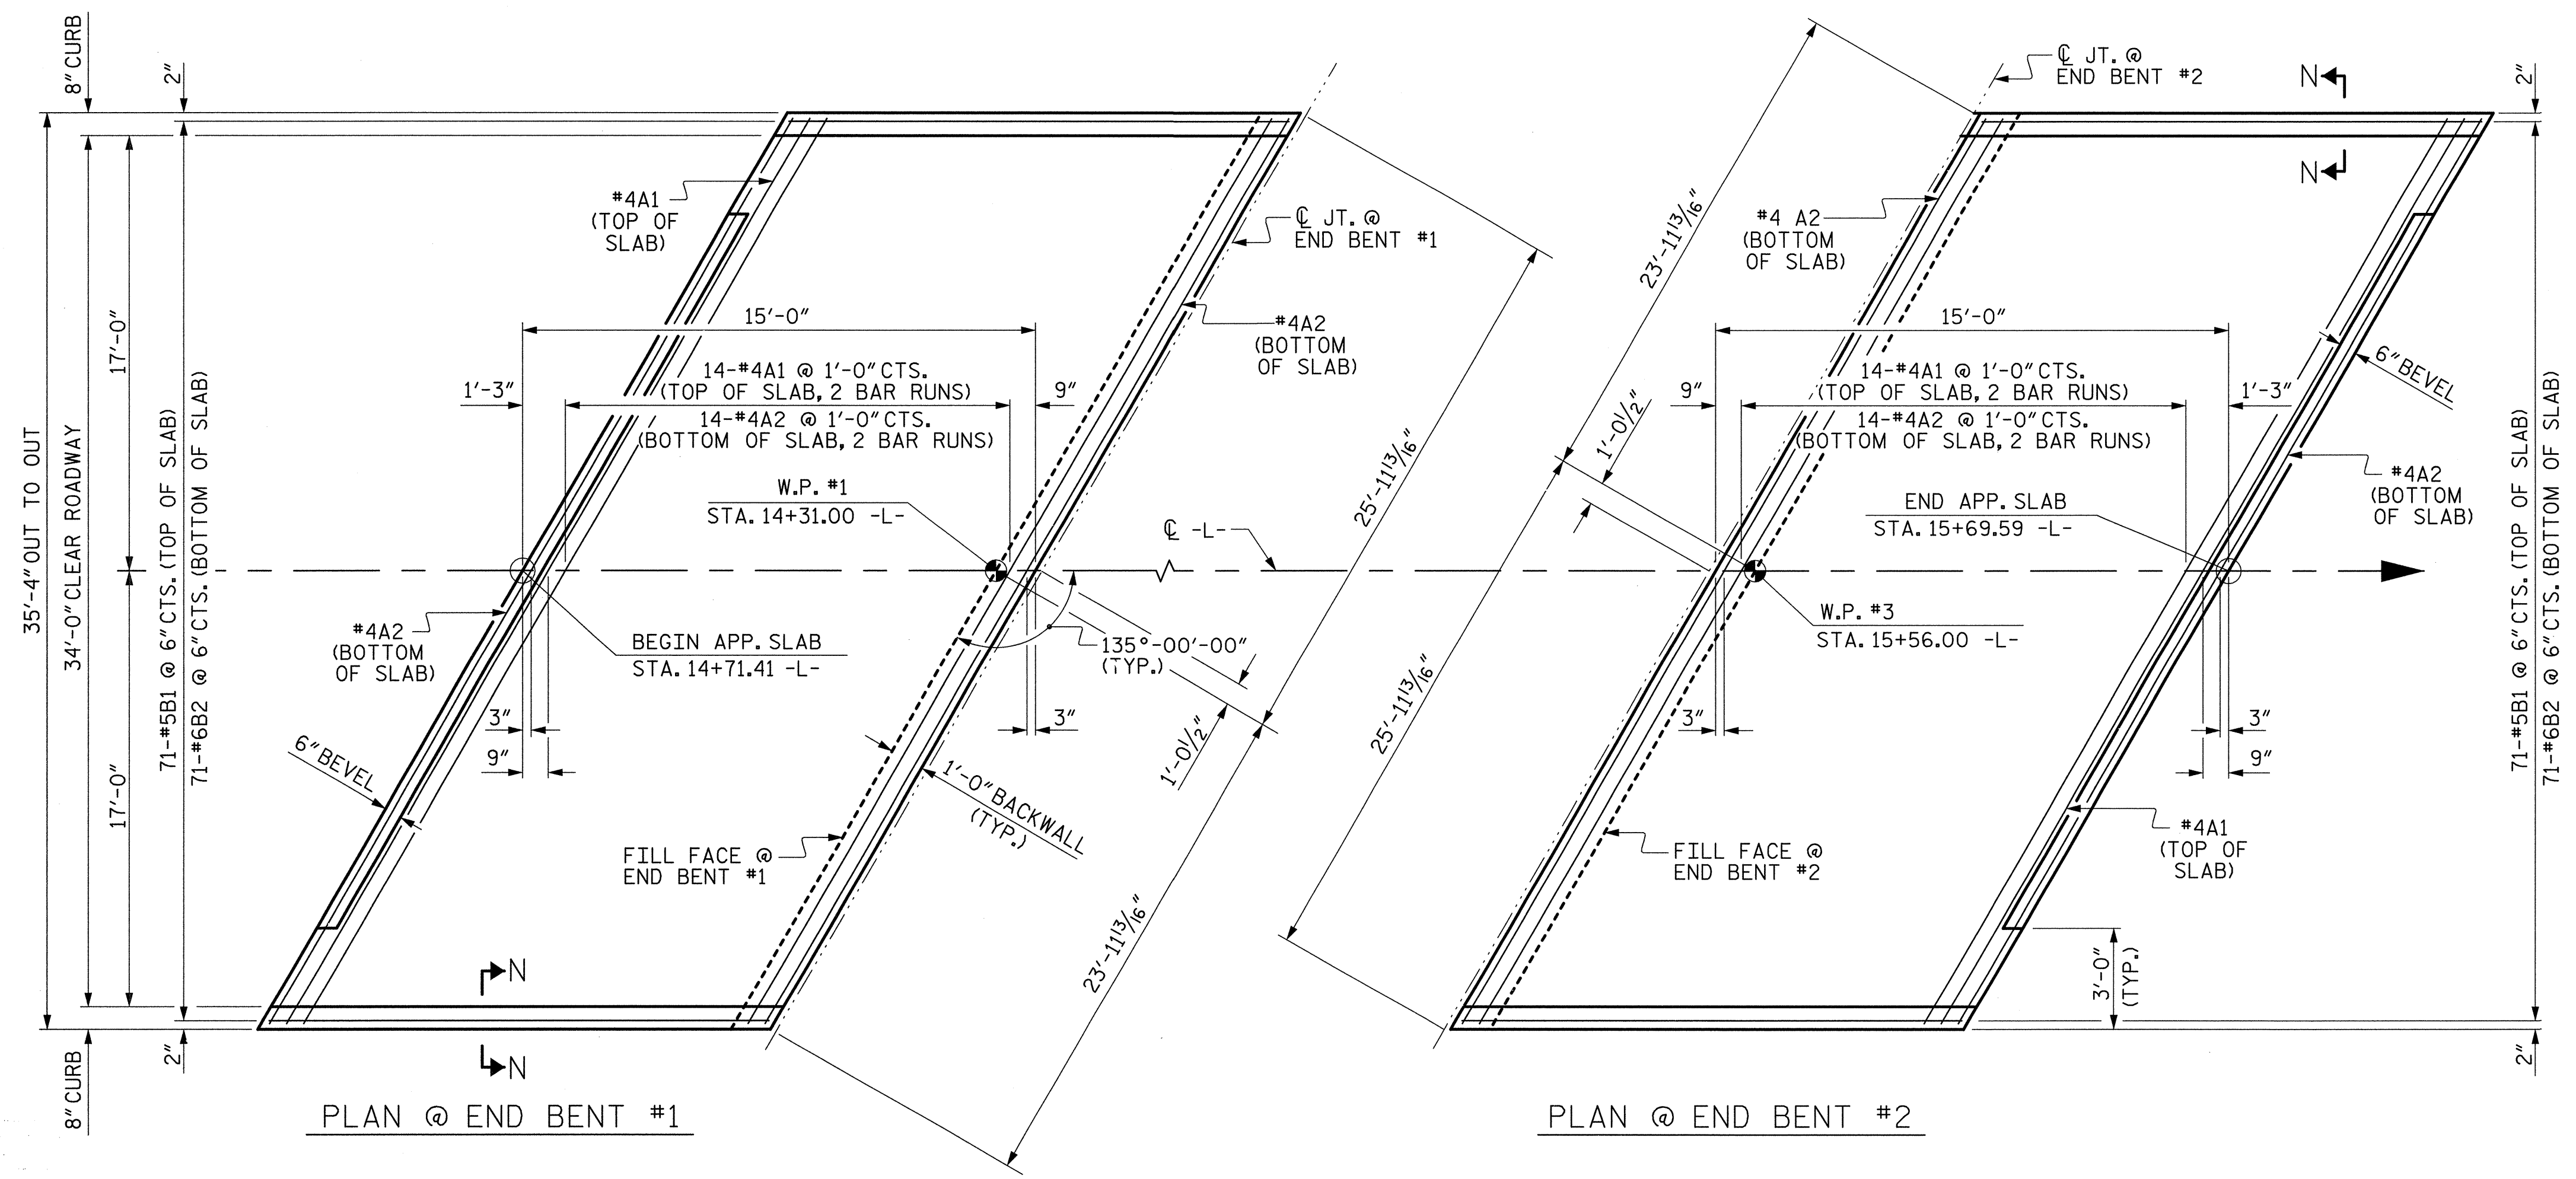 8" CURB
2"
35'-4" OUT TO OUT
34'-0" CLEAR ROADWAY
17'-0"
17'-0"
71-#5B1 @ 6" CTS. (TOP OF SLAB)
71-#6B2 @ 6" CTS. (BOTTOM OF SLAB)
8" CURB
2"
#4A1
(TOP OF
SLAB)
15'-0"
1'-3"
14-#4A1 @ 1'-0" CTS.
(TOP OF SLAB, 2 BAR RUNS)
14-#4A2 @ 1'-0" CTS.
(BOTTOM OF SLAB, 2 BAR RUNS)
9"
W.P. #1
STA. 14+31.00 -L-
℄ JT. @
END BENT #1
#4A2
(BOTTOM
OF SLAB)
℄ -L-
#4A2
(BOTTOM
OF SLAB)
BEGIN APP. SLAB
STA. 14+71.41 -L-
135°-00'-00"
(TYP.)
3"
9"
3"
6" BEVEL
1'-0" BACKWALL
(TYP.)
FILL FACE @
END BENT #1
1'-0½"
25'-11¹³⁄₁₆"
23'-11¹³⁄₁₆"
N
N
PLAN @ END BENT #1
℄ JT. @
END BENT #2
N
N
2"
23'-11¹³⁄₁₆"
#4 A2
(BOTTOM
OF SLAB)
15'-0"
9"
14-#4A1 @ 1'-0" CTS.
(TOP OF SLAB, 2 BAR RUNS)
14-#4A2 @ 1'-0" CTS.
(BOTTOM OF SLAB, 2 BAR RUNS)
1'-3"
6" BEVEL
1'-0½"
END APP. SLAB
STA. 15+69.59 -L-
#4A2
(BOTTOM
OF SLAB)
W.P. #3
STA. 15+56.00 -L-
25'-11¹³⁄₁₆"
3"
3"
9"
FILL FACE @
END BENT #2
#4A1
(TOP OF
SLAB)
3'-0"
(TYP.)
71-#5B1 @ 6" CTS. (TOP OF SLAB)
71-#6B2 @ 6" CTS. (BOTTOM OF SLAB)
2"
PLAN @ END BENT #2